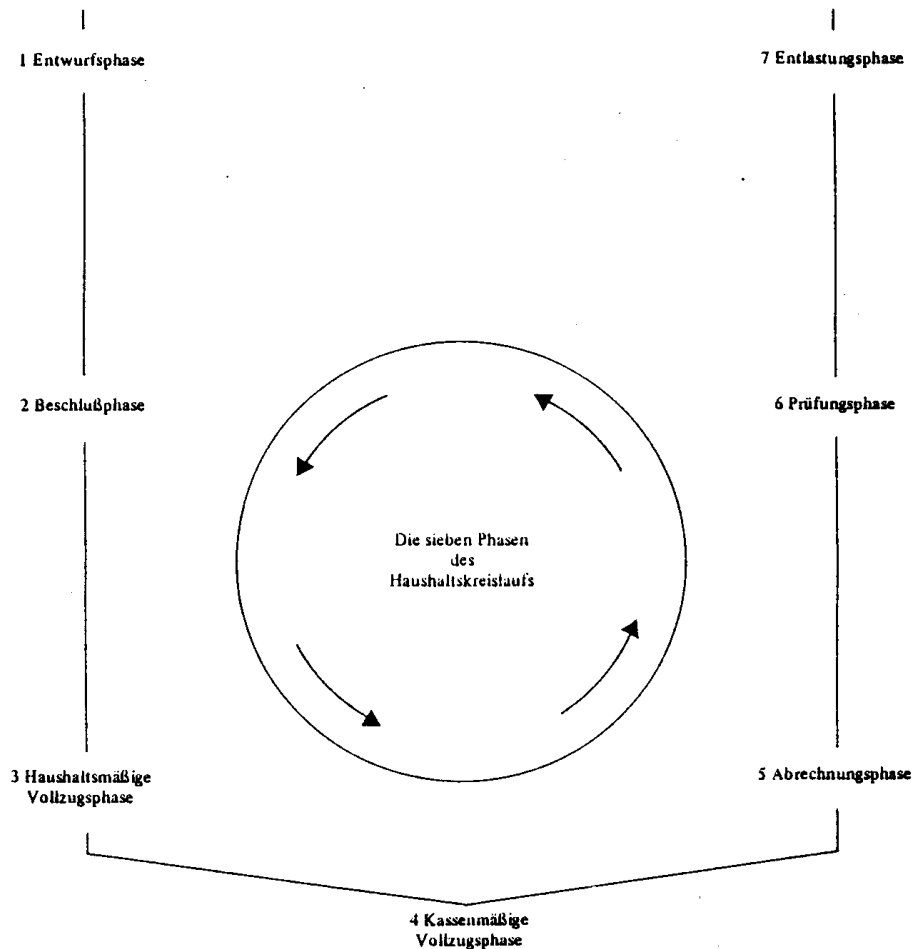 1 Entwurfsphase
7 Entlastungsphase
2 Beschlußphase
6 Prüfungsphase
Die sieben Phasen
des
Haushaltskreislaufs
3 Haushaltsmäßige
Vollzugsphase
5 Abrechnungsphase
4 Kassenmäßige
Vollzugsphase